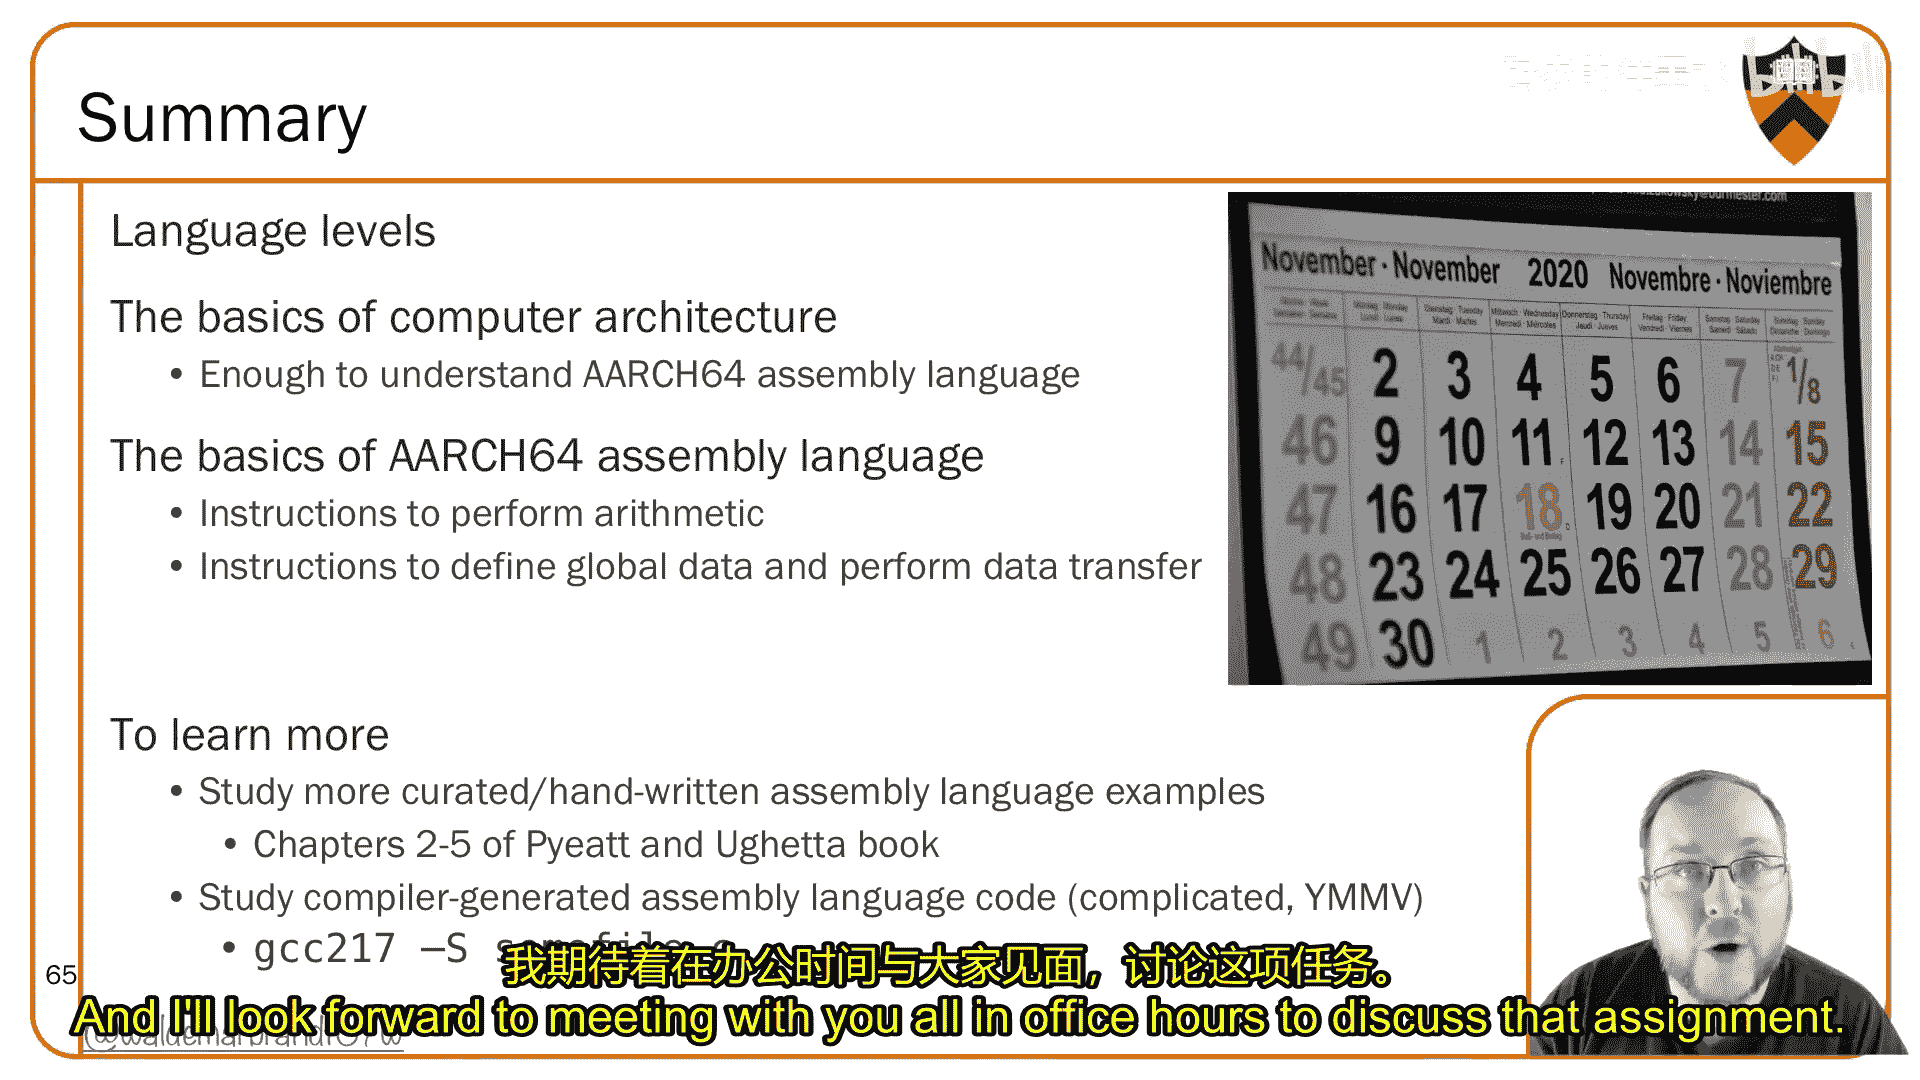 Summary
Language levels
The basics of computer architecture
• Enough to understand AARCH64 assembly language
The basics of AARCH64 assembly language
• Instructions to perform arithmetic
• Instructions to define global data and perform data transfer
November · November 2020 Novembre · Noviembre
44/45 2 3 4 5 6 7 1/8
46 9 10 11 12 13 14 15
47 16 17 18 19 20 21 22
48 23 24 25 26 27 28 29
49 30 1 2 3 4 5 6
To learn more
• Study more curated/hand-written assembly language examples
• Chapters 2-5 of Pyeatt and Ughetta book
• Study compiler-generated assembly language code (complicated, YMMV)
• gcc217 –S
65
我期待着在办公时间与大家见面，讨论这项任务。
And I'll look forward to meeting with you all in office hours to discuss that assignment.